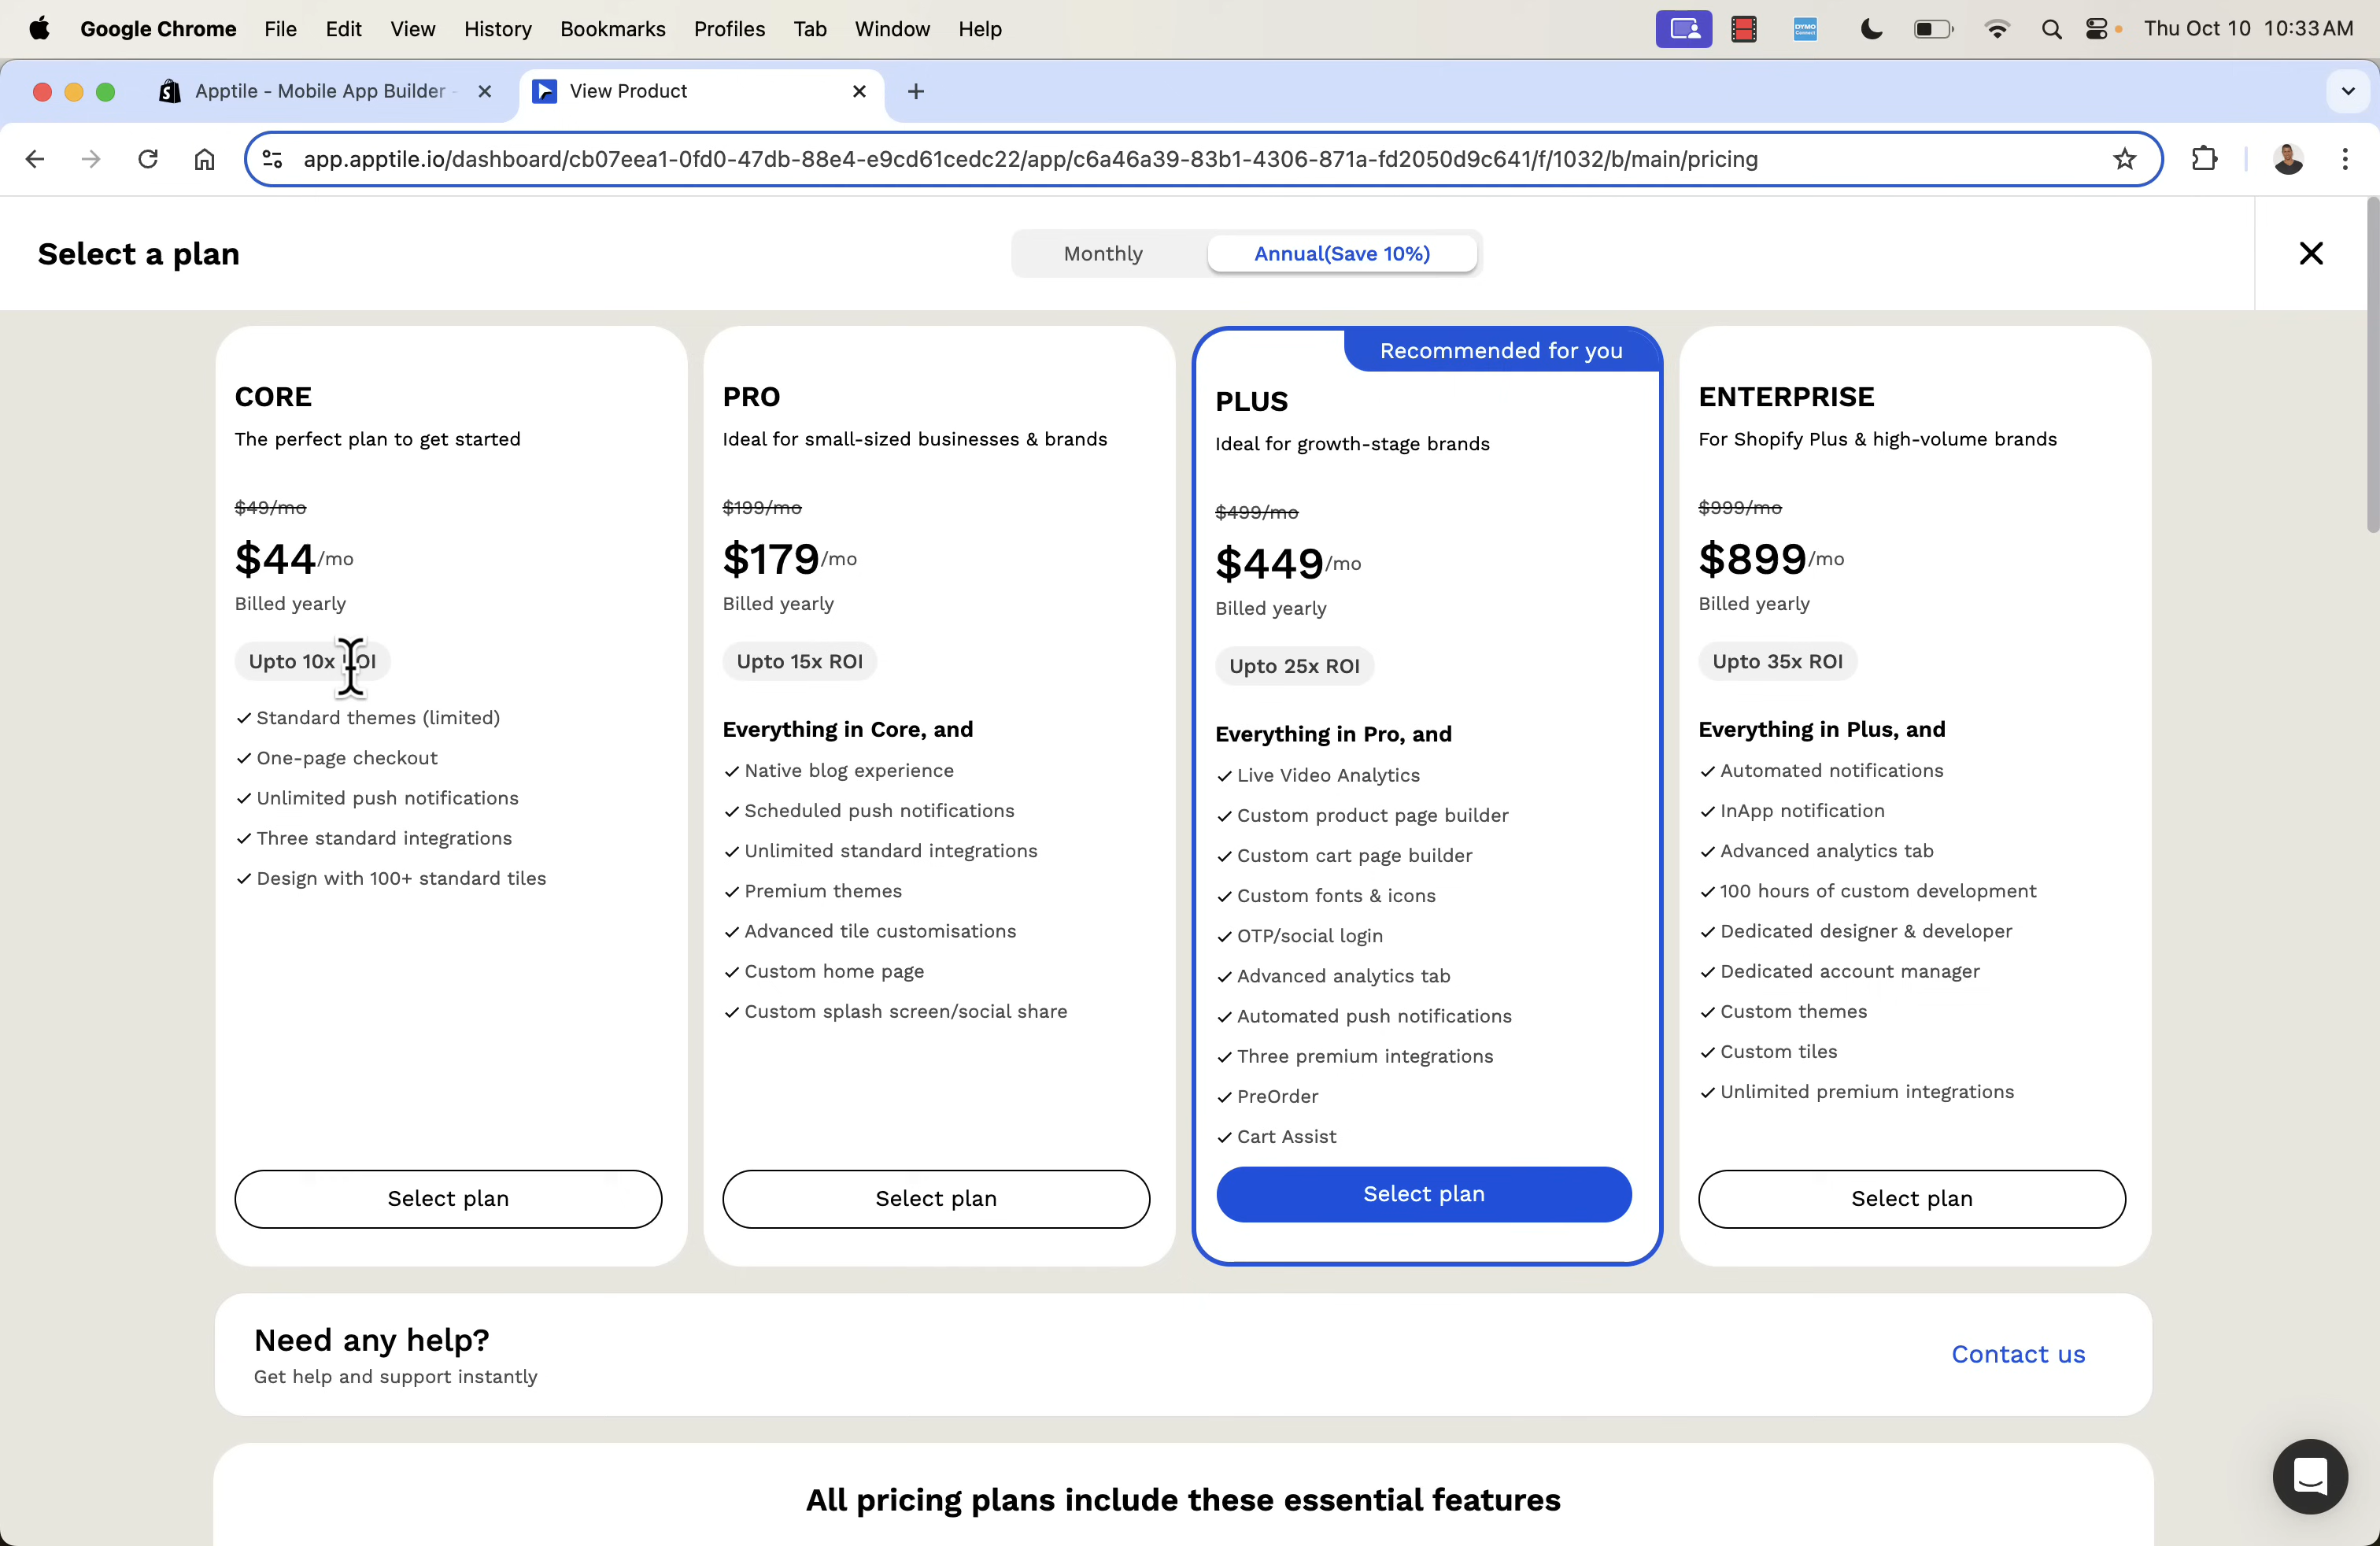 Google Chrome File Edit View History Bookmarks Profiles Tab Window Help
DYMO
Connect
Thu Oct 10 10:33 AM
Apptile - Mobile App Builder -
View Product
app.apptile.io/dashboard/cb07eea1-0fd0-47db-88e4-e9cd61cedc22/app/c6a46a39-83b1-4306-871a-fd2050d9c641/f/1032/b/main/pricing
Select a plan
Monthly
Annual(Save 10%)
CORE
The perfect plan to get started
$49/mo
$44/mo
Billed yearly
Upto 10x ROI
Standard themes (limited)
One-page checkout
Unlimited push notifications
Three standard integrations
Design with 100+ standard tiles
Select plan
PRO
Ideal for small-sized businesses & brands
$199/mo
$179/mo
Billed yearly
Upto 15x ROI
Everything in Core, and
Native blog experience
Scheduled push notifications
Unlimited standard integrations
Premium themes
Advanced tile customisations
Custom home page
Custom splash screen/social share
Select plan
Recommended for you
PLUS
Ideal for growth-stage brands
$499/mo
$449/mo
Billed yearly
Upto 25x ROI
Everything in Pro, and
Live Video Analytics
Custom product page builder
Custom cart page builder
Custom fonts & icons
OTP/social login
Advanced analytics tab
Automated push notifications
Three premium integrations
PreOrder
Cart Assist
Select plan
ENTERPRISE
For Shopify Plus & high-volume brands
$999/mo
$899/mo
Billed yearly
Upto 35x ROI
Everything in Plus, and
Automated notifications
InApp notification
Advanced analytics tab
100 hours of custom development
Dedicated designer & developer
Dedicated account manager
Custom themes
Custom tiles
Unlimited premium integrations
Select plan
Need any help?
Get help and support instantly
Contact us
All pricing plans include these essential features